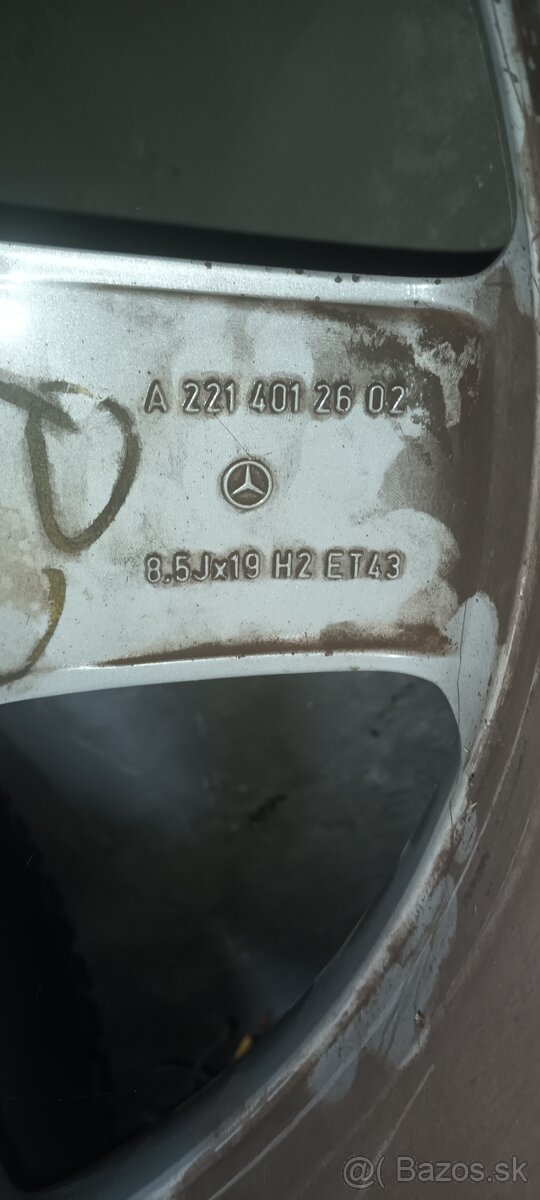 A 221 401 26 02
8.5Jx19 H2 ET43
@ Bazos.sk